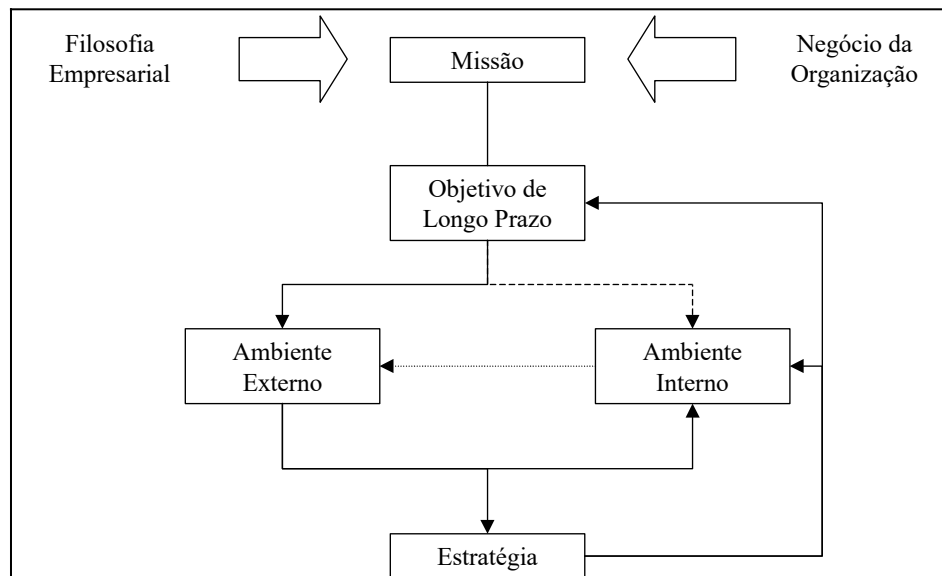 Filosofia
Empresarial
Missão
Negócio da
Organização
Objetivo de
Longo Prazo
Ambiente
Externo
Ambiente
Interno
Estratégia